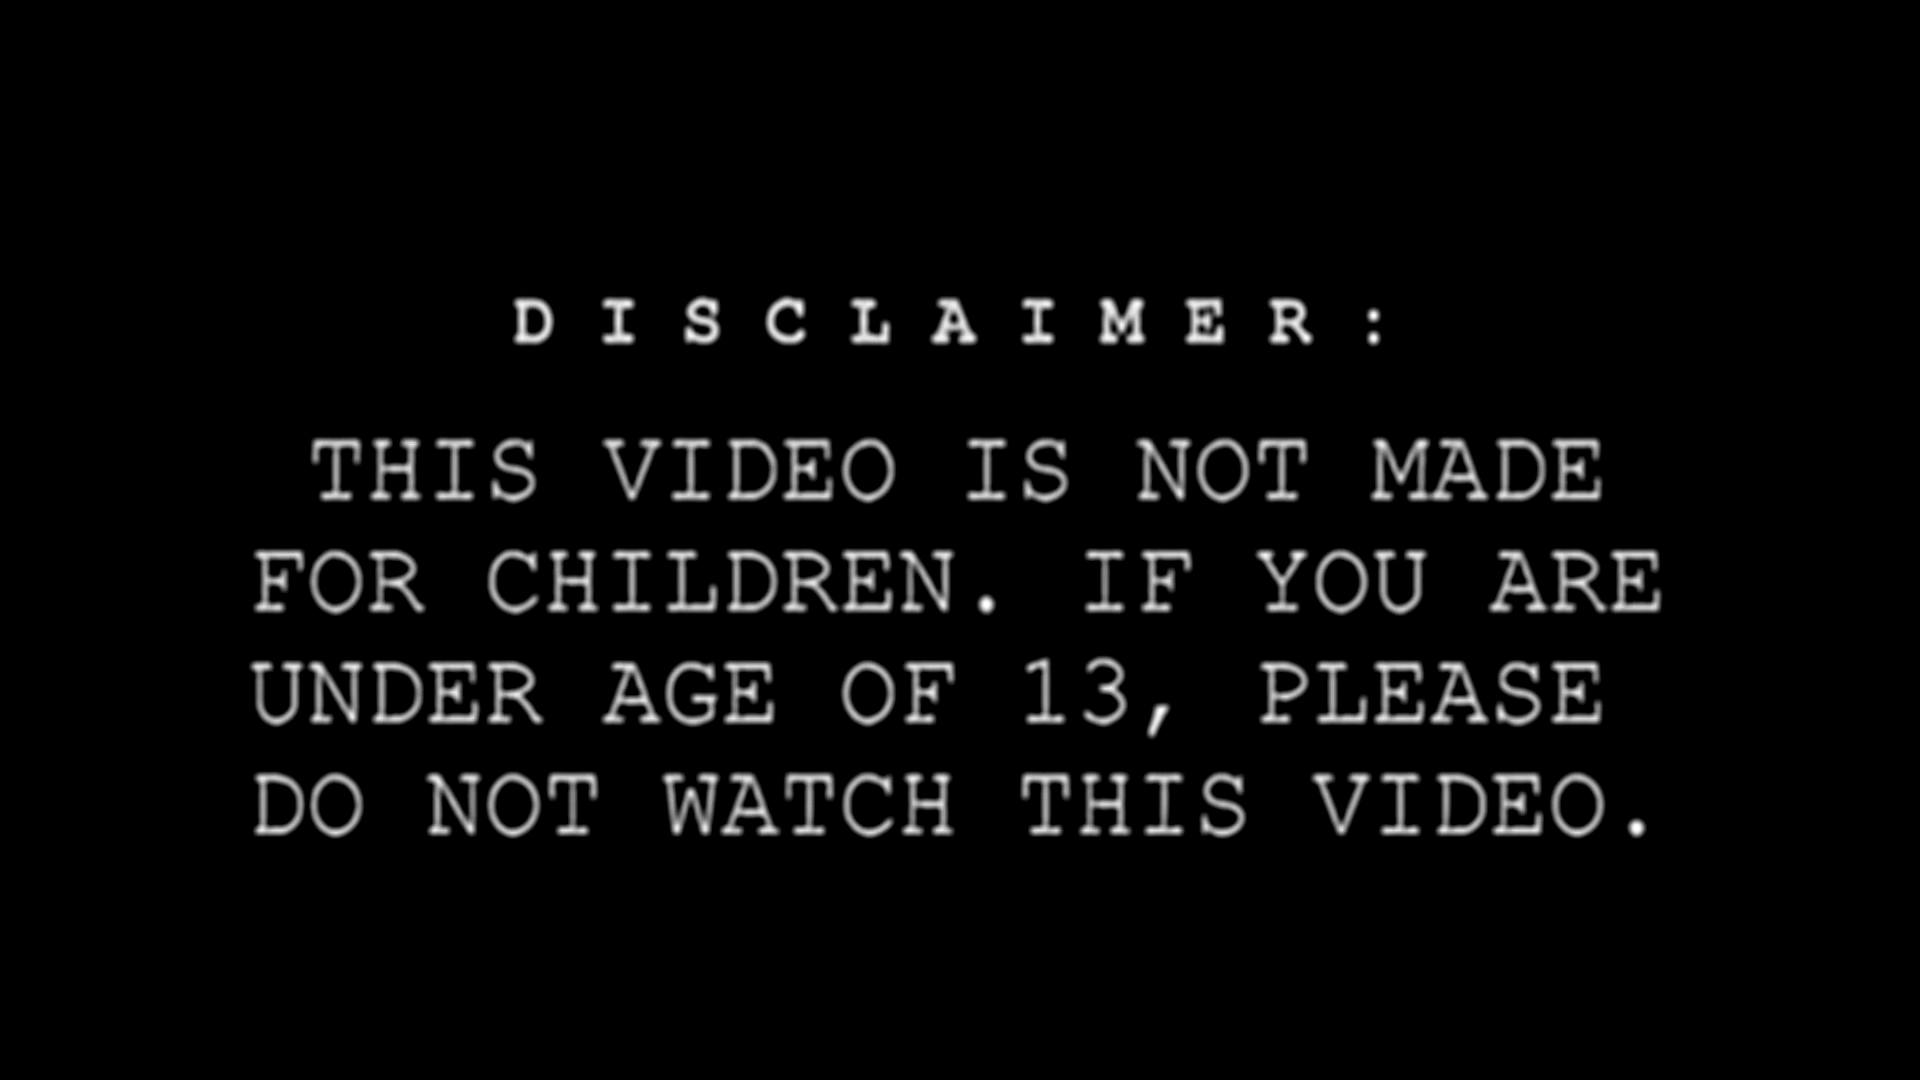 D I S C L A I M E R :
THIS VIDEO IS NOT MADE
FOR CHILDREN. IF YOU ARE
UNDER AGE OF 13, PLEASE
DO NOT WATCH THIS VIDEO.